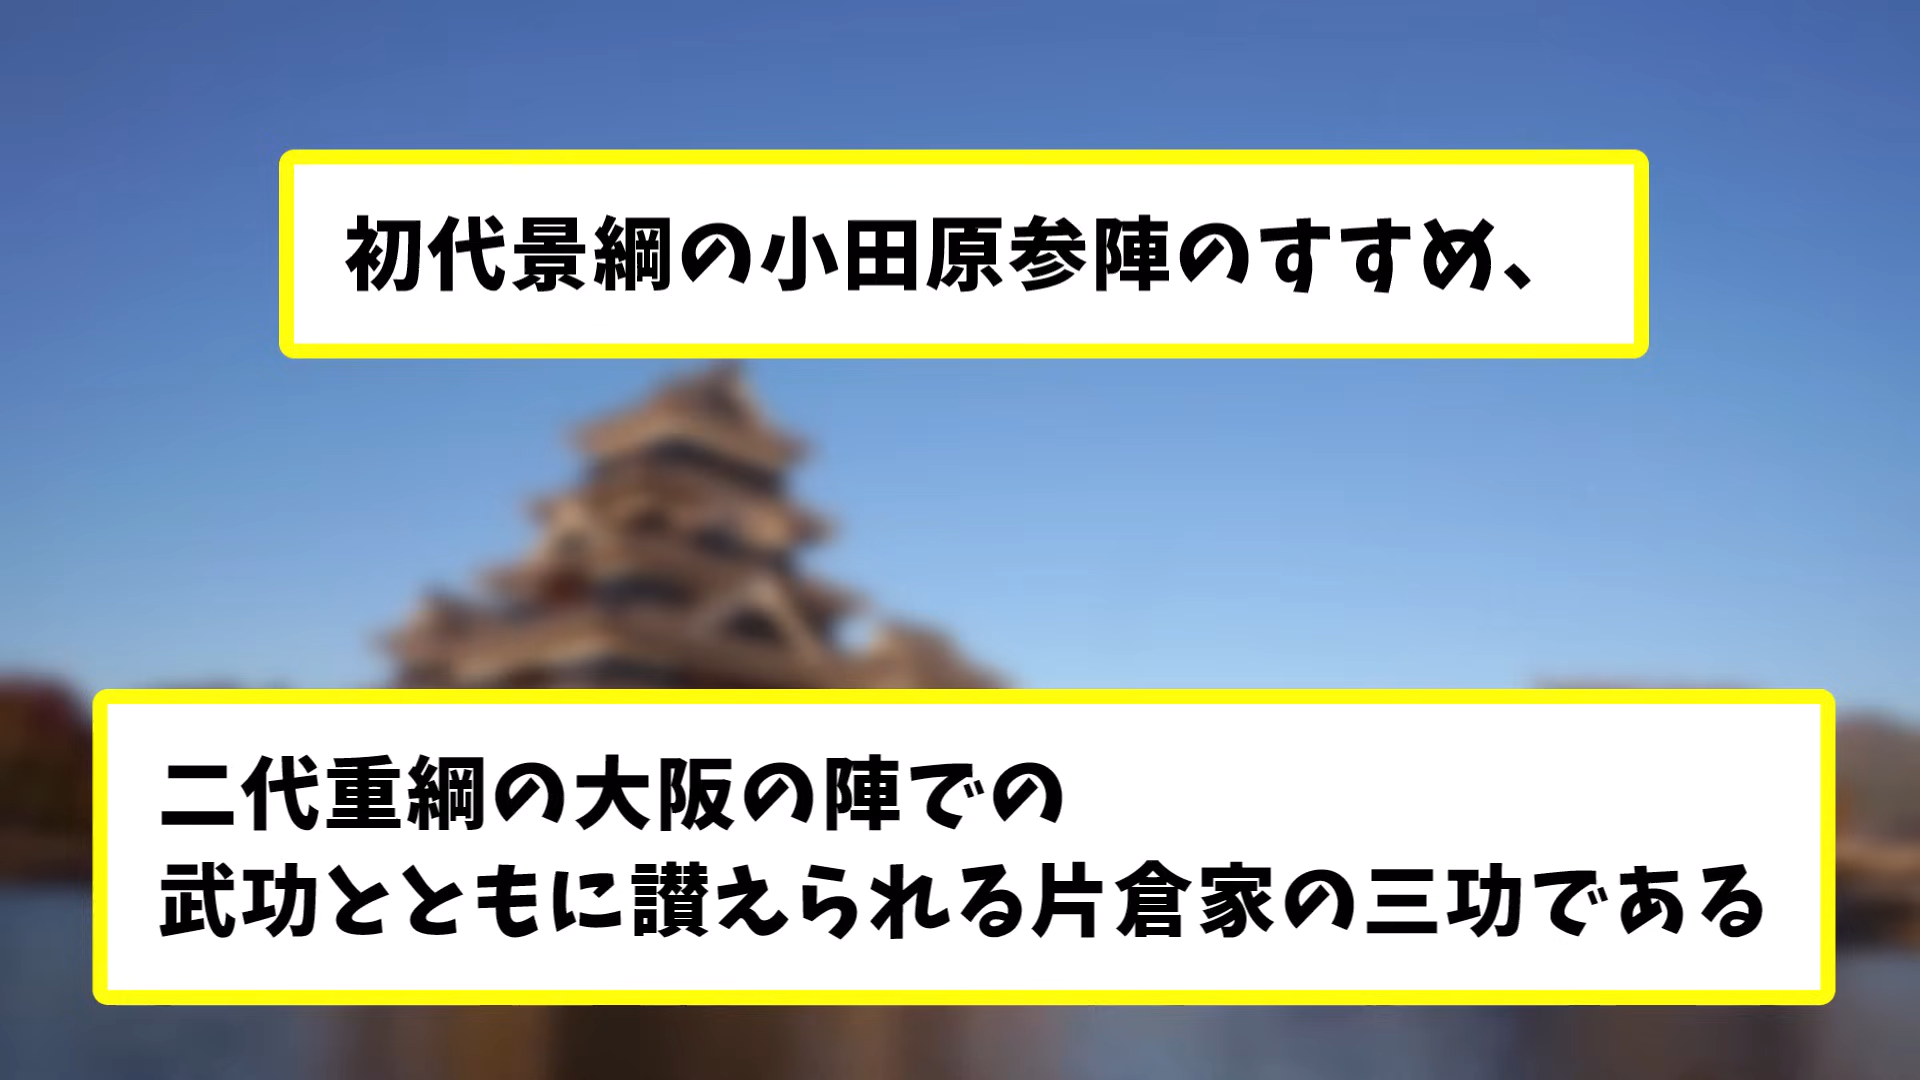 初代景綱の小田原参陣のすすめ、
二代重綱の大阪の陣での
武功とともに讃えられる片倉家の三功である